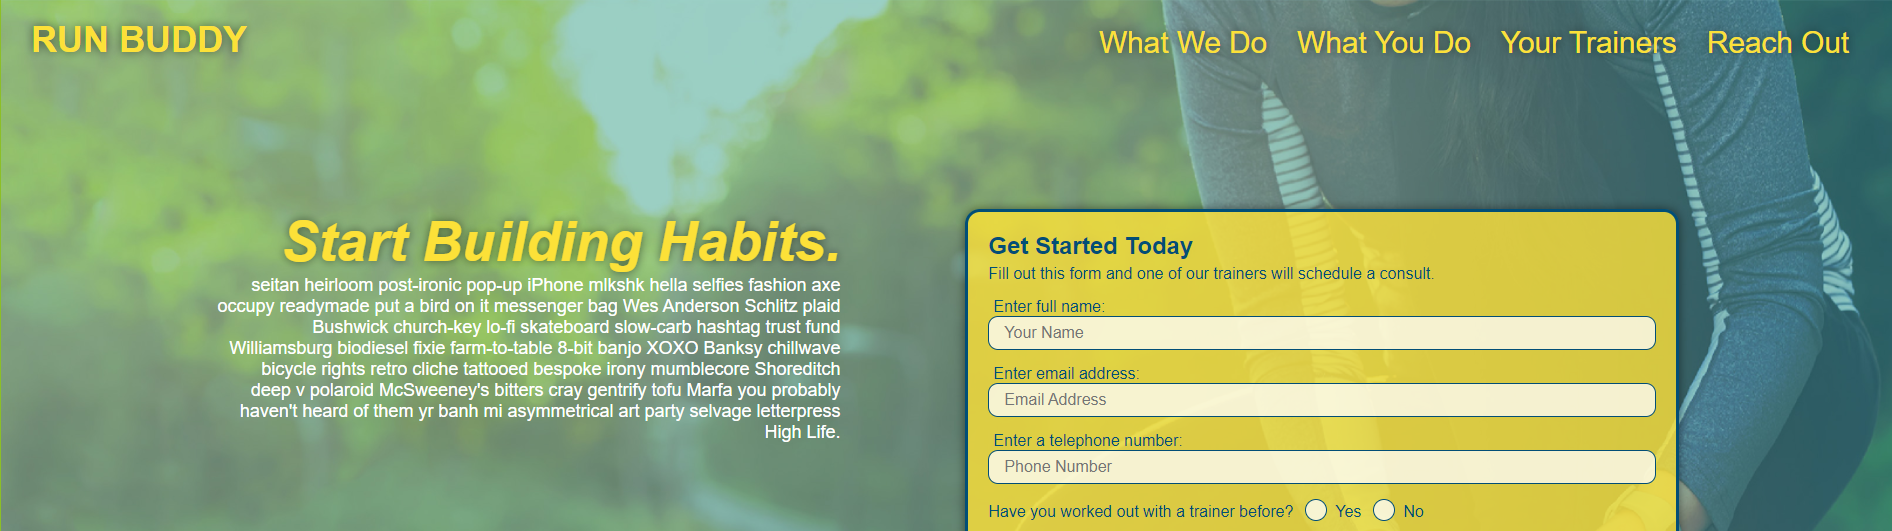 RUN BUDDY
What We Do
What You Do
Your Trainers
Reach Out
Start Building Habits.
seitan heirloom post-ironic pop-up iPhone mlkshk hella selfies fashion axe
occupy readymade put a bird on it messenger bag Wes Anderson Schlitz plaid
Bushwick church-key lo-fi skateboard slow-carb hashtag trust fund
Williamsburg biodiesel fixie farm-to-table 8-bit banjo XOXO Banksy chillwave
bicycle rights retro cliche tattooed bespoke irony mumblecore Shoreditch
deep v polaroid McSweeney's bitters cray gentrify tofu Marfa you probably
haven't heard of them yr banh mi asymmetrical art party selvage letterpress
High Life.
Get Started Today
Fill out this form and one of our trainers will schedule a consult.
Enter full name:
Your Name
Enter email address:
Email Address
Enter a telephone number:
Phone Number
Have you worked out with a trainer before? Yes No